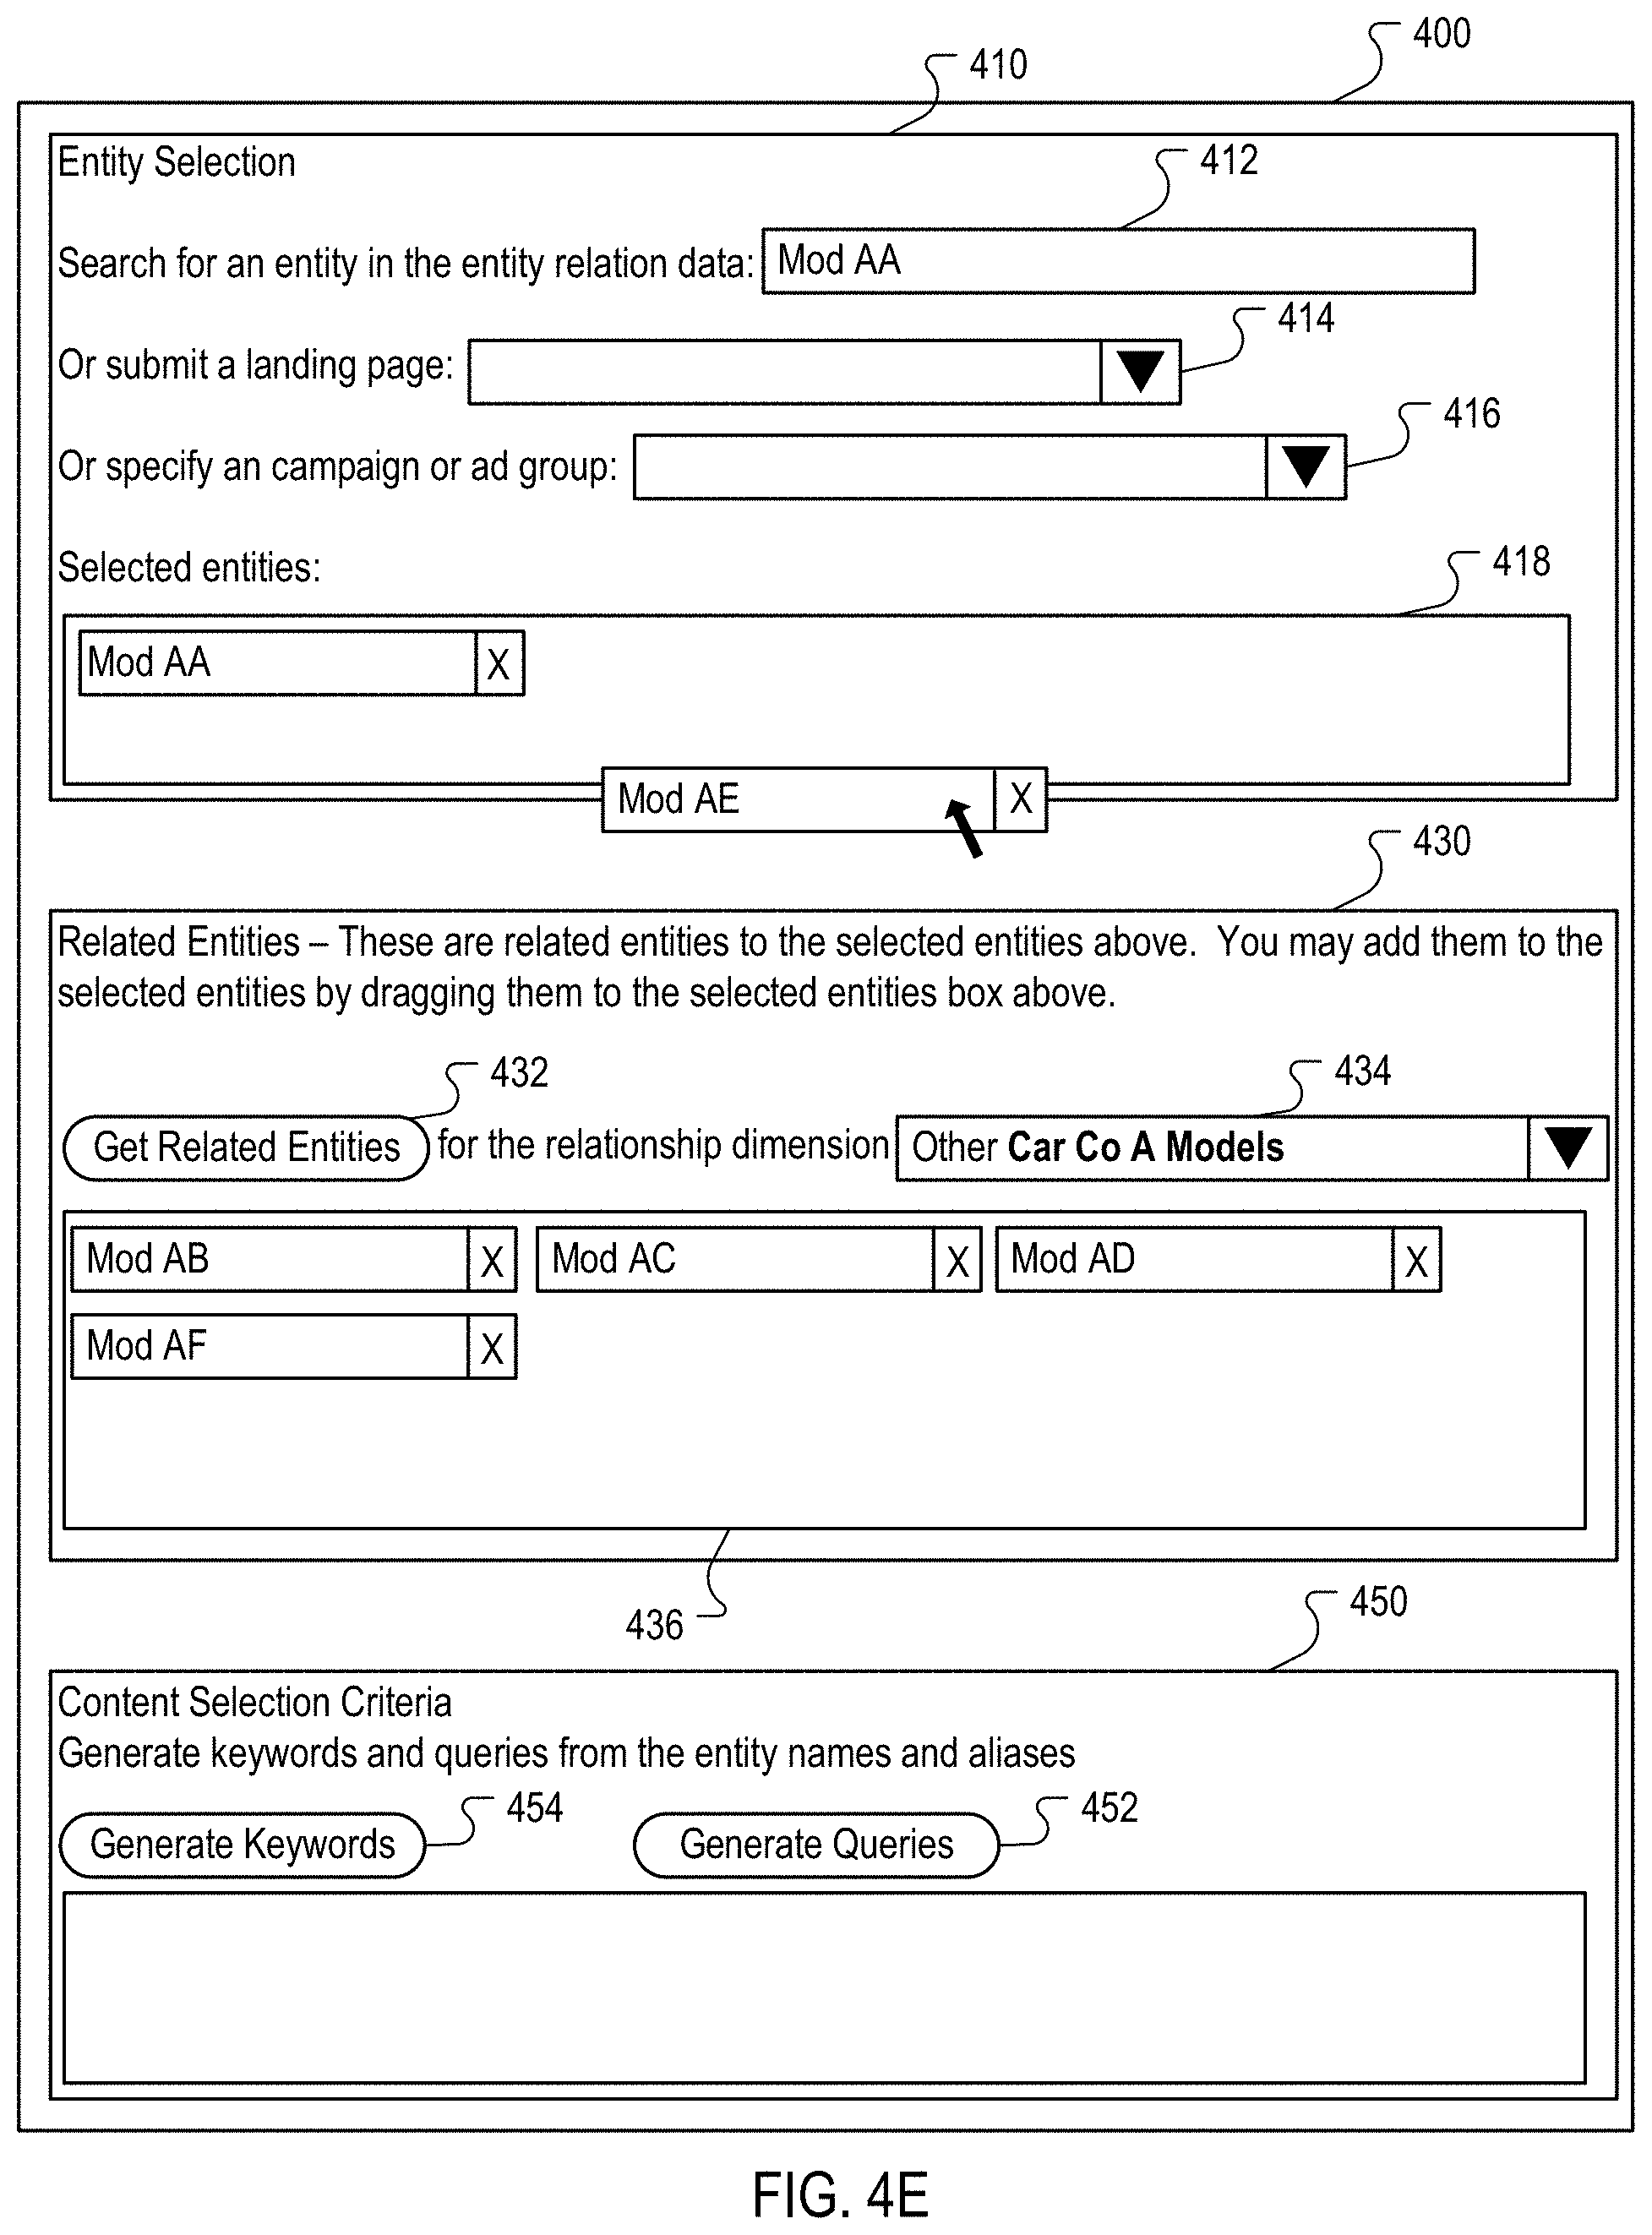 400
410
Entity Selection
412
Search for an entity in the entity relation data: Mod AA
414
Or submit a landing page:
416
Or specify an campaign or ad group:
Selected entities:
418
Mod AA X
Mod AE X
430
Related Entities – These are related entities to the selected entities above. You may add them to the
selected entities by dragging them to the selected entities box above.
432 434
Get Related Entities for the relationship dimension Other Car Co A Models
Mod AB X Mod AC X Mod AD X
Mod AF X
436
450
Content Selection Criteria
Generate keywords and queries from the entity names and aliases
454 452
Generate Keywords Generate Queries
FIG. 4E